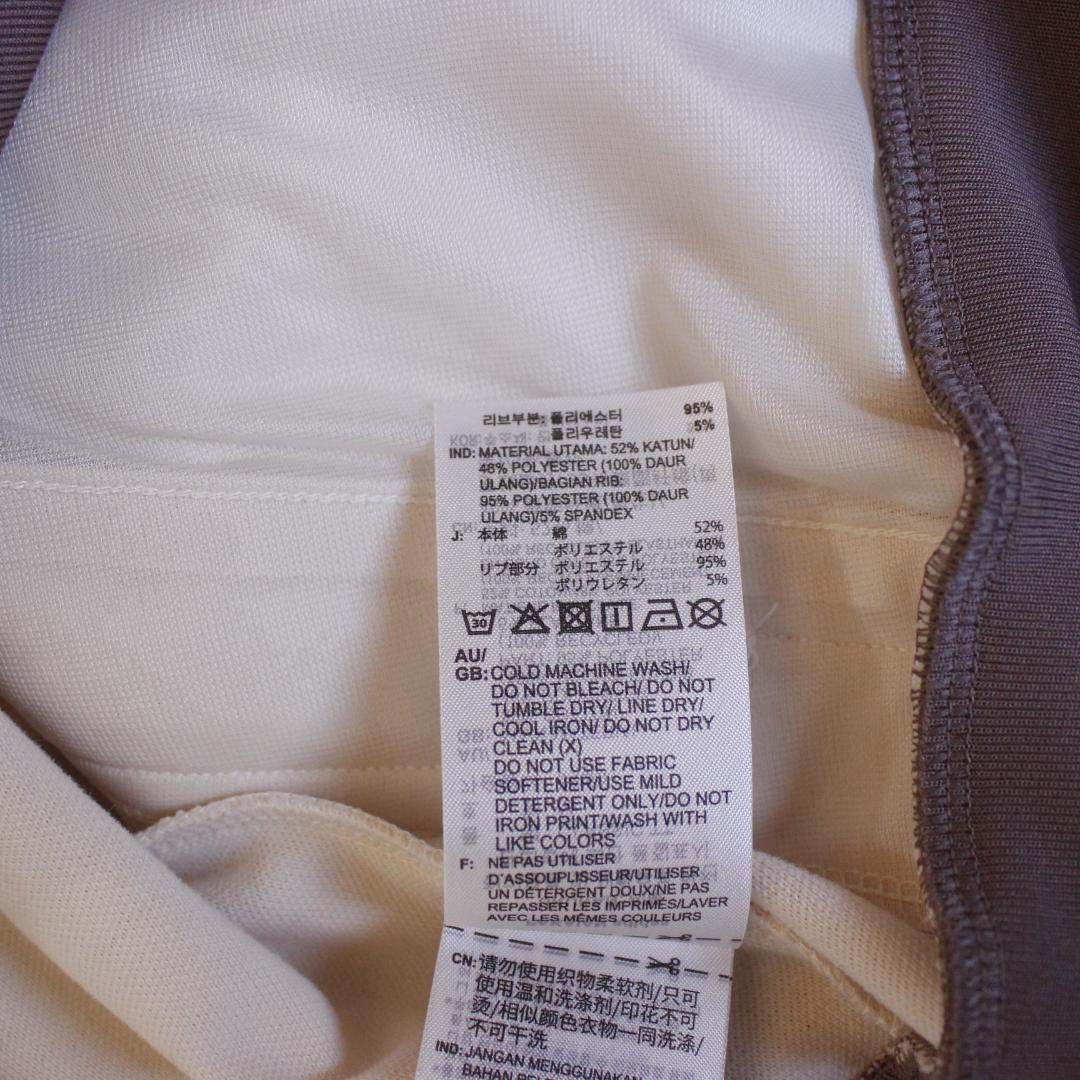 리브부분: 폴리에스터 95%
폴리우레탄 5%
IND: MATERIAL UTAMA: 52% KATUN/
48% POLYESTER (100% DAUR
ULANG)/BAGIAN RIB:
95% POLYESTER (100% DAUR
ULANG)/5% SPANDEX
J: 本体 綿 52%
ポリエステル 48%
リブ部分 ポリエステル 95%
ポリウレタン 5%
30
AU/
GB: COLD MACHINE WASH/
DO NOT BLEACH/ DO NOT
TUMBLE DRY/ LINE DRY/
COOL IRON/ DO NOT DRY
CLEAN (X)
DO NOT USE FABRIC
SOFTENER/USE MILD
DETERGENT ONLY/DO NOT
IRON PRINT/WASH WITH
LIKE COLORS
F: NE PAS UTILISER
D'ASSOUPLISSEUR/UTILISER
UN DÉTERGENT DOUX/NE PAS
REPASSER LES IMPRIMÉS/LAVER
AVEC LES MÊMES COULEURS
CN: 请勿使用织物柔软剂/只可
使用温和洗涤剂/印花不可
烫/相似颜色衣物一同洗涤/
不可干洗
IND: JANGAN MENGGUNAKAN
BAHAN